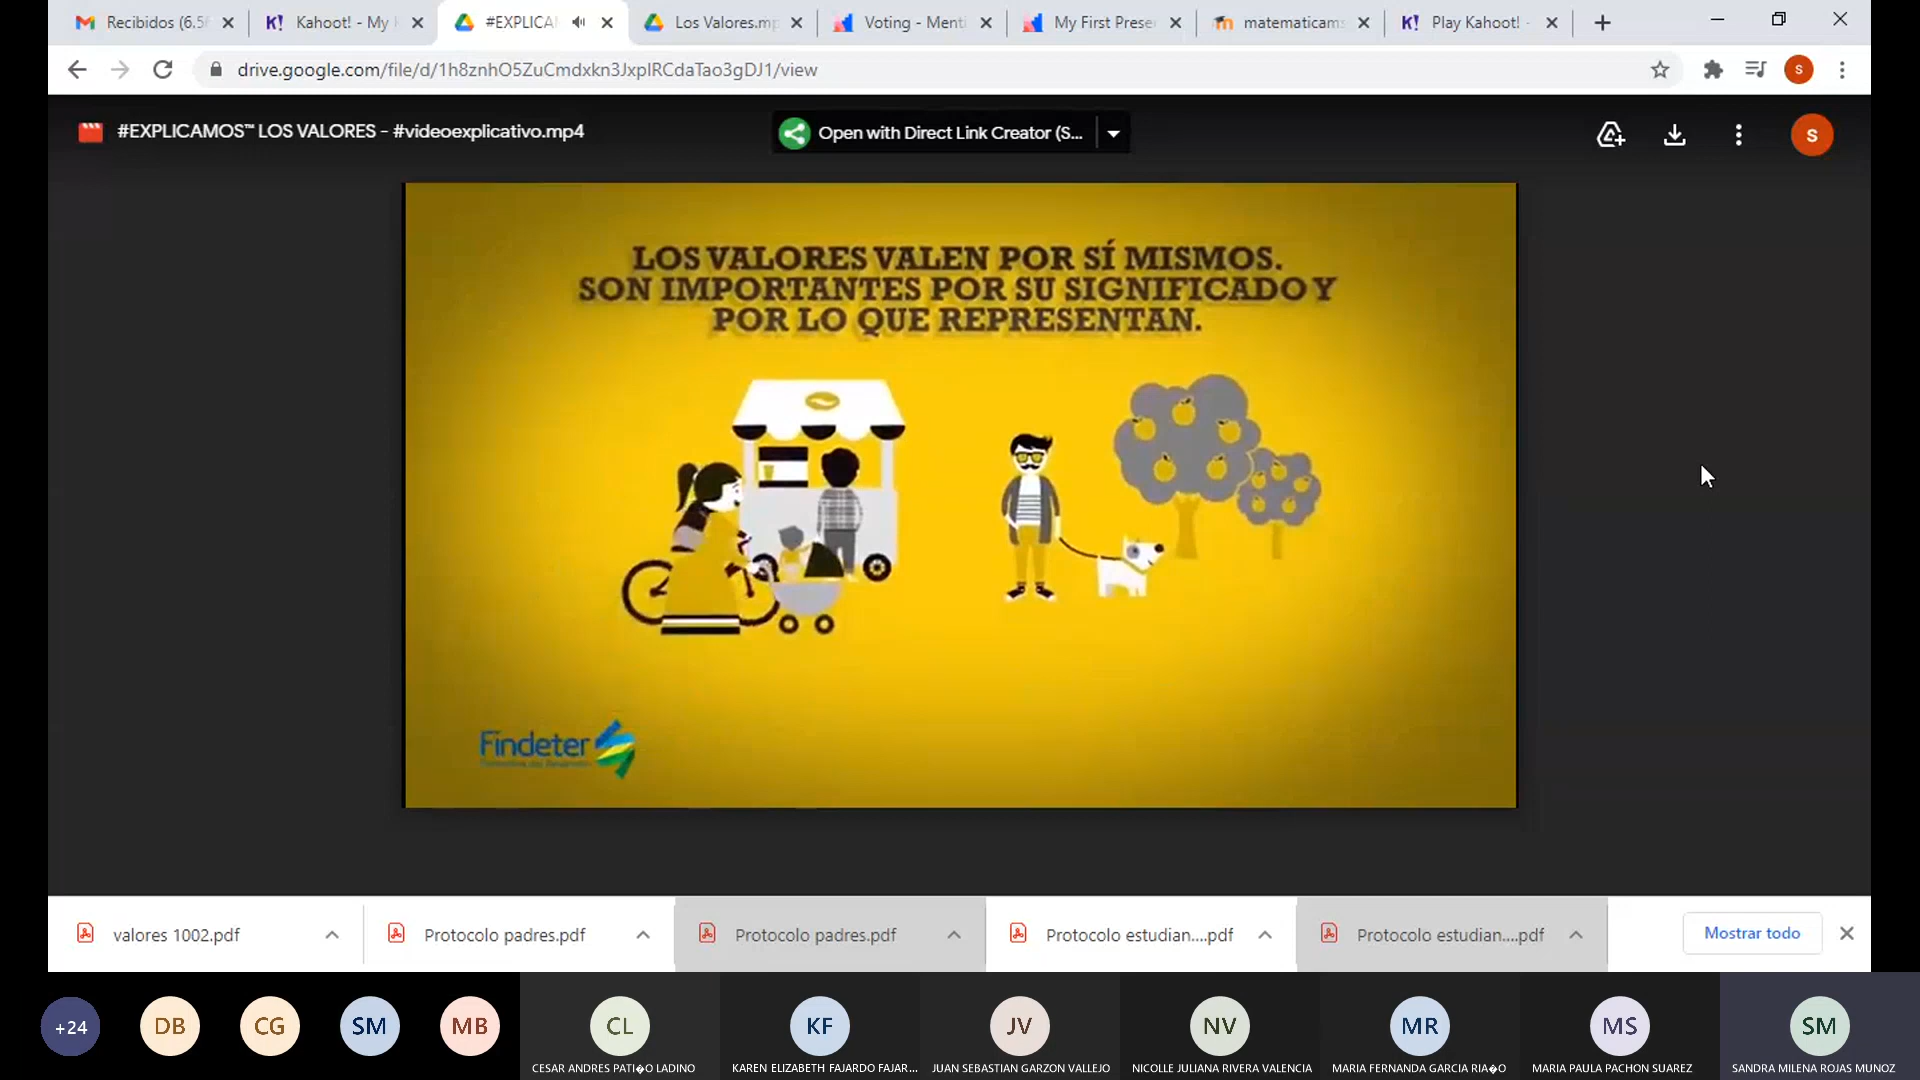 Recibidos (6.5
Kahoot! - My
#EXPLICA
Los Valores.mp
Voting - Menti
My First Prese
matematicams
Play Kahoot! -
drive.google.com/file/d/1h8znhO5ZuCmdxkn3JxpIRCdaTao3gDJ1/view
S
#EXPLICAMOS™ LOS VALORES - #videoexplicativo.mp4
Open with Direct Link Creator (S...
S
LOS VALORES VALEN POR SÍ MISMOS.
SON IMPORTANTES POR SU SIGNIFICADO Y
POR LO QUE REPRESENTAN.
Findeter
valores 1002.pdf
Protocolo padres.pdf
Protocolo padres.pdf
Protocolo estudian....pdf
Protocolo estudian....pdf
Mostrar todo
+24
DB
CG
SM
MB
CL
KF
JV
NV
MR
MS
SM
CESAR ANDRES PATI�O LADINO
KAREN ELIZABETH FAJARDO FAJAR...
JUAN SEBASTIAN GARZON VALLEJO
NICOLLE JULIANA RIVERA VALENCIA
MARIA FERNANDA GARCIA RIA�O
MARIA PAULA PACHON SUAREZ
SANDRA MILENA ROJAS MUNOZ